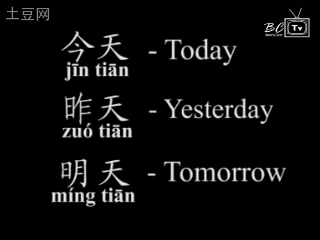 土豆网
BC Tv
今天 - Today
jīn tiān
昨天 - Yesterday
zuó tiān
明天 - Tomorrow
míng tiān